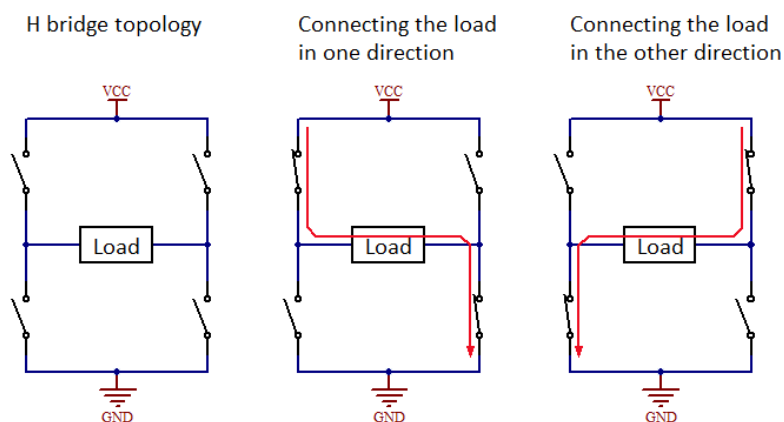 H bridge topology
Connecting the load
in one direction
Connecting the load
in the other direction
VCC
VCC
VCC
Load
Load
Load
GND
GND
GND